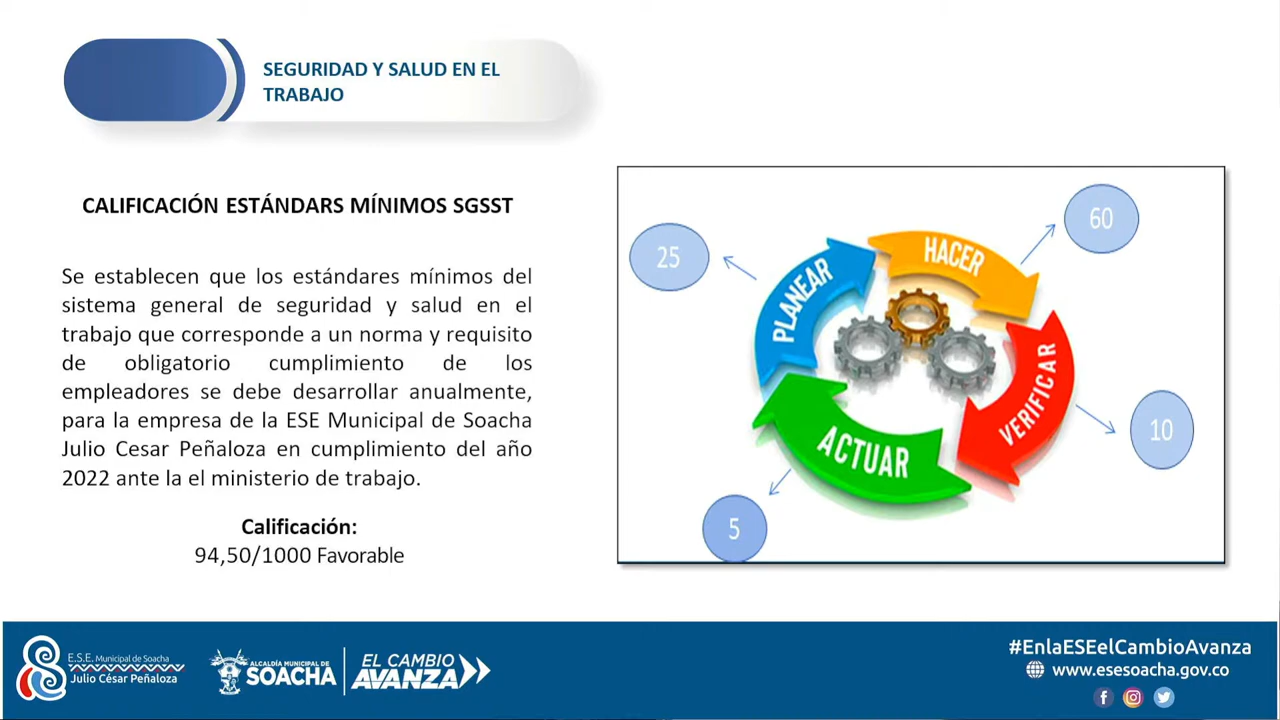 SEGURIDAD Y SALUD EN EL
TRABAJO
CALIFICACIÓN ESTÁNDARS MÍNIMOS SGSST
Se establecen que los estándares mínimos del
sistema general de seguridad y salud en el
trabajo que corresponde a un norma y requisito
de obligatorio cumplimiento de los
empleadores se debe desarrollar anualmente,
para la empresa de la ESE Municipal de Soacha
Julio Cesar Peñaloza en cumplimiento del año
2022 ante la el ministerio de trabajo.
Calificación:
94,50/1000 Favorable
25
60
PLANEAR
HACER
VERIFICAR
ACTUAR
10
5
E.S.E. Municipal de Soacha
Julio César Peñaloza
ALCALDÍA MUNICIPAL DE
SOACHA
EL CAMBIO
AVANZA
#EnlaESEelCambioAvanza
www.esesoacha.gov.co